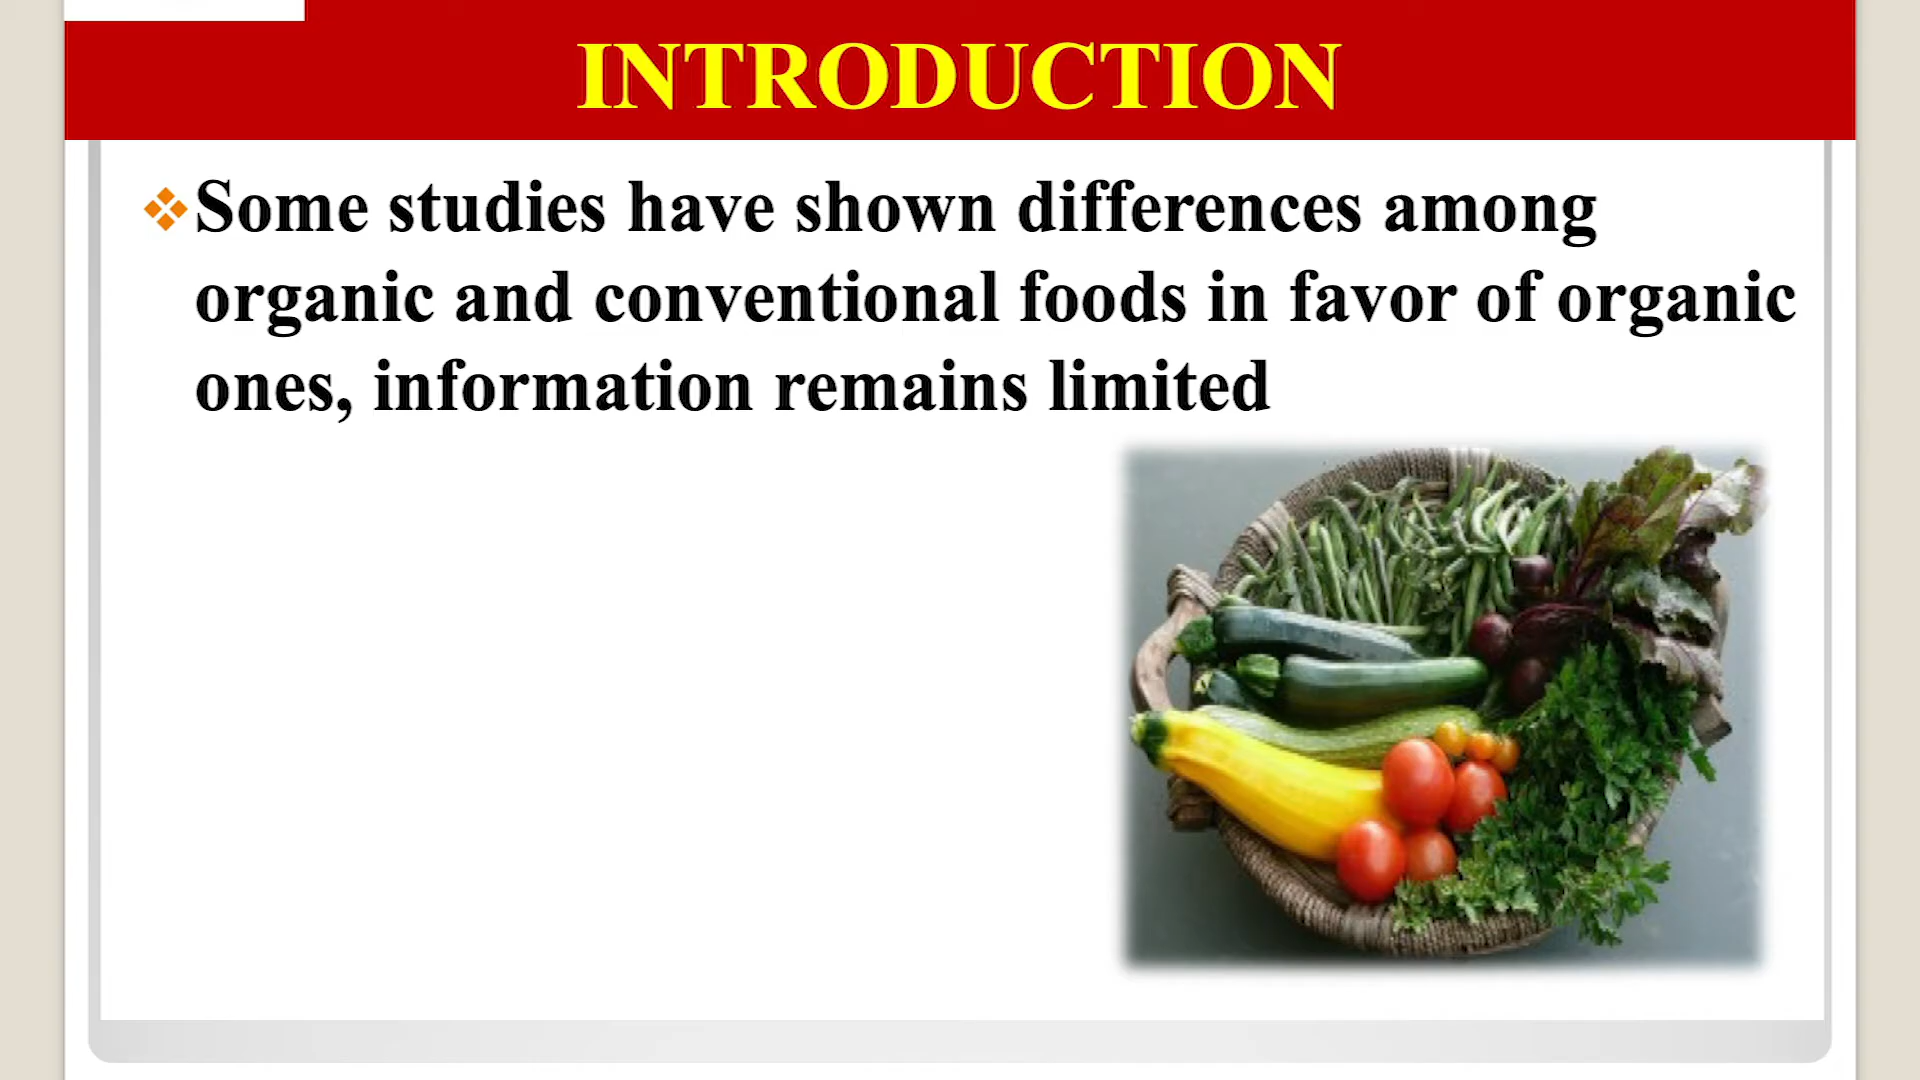 INTRODUCTION
Some studies have shown differences among
organic and conventional foods in favor of organic
ones, information remains limited